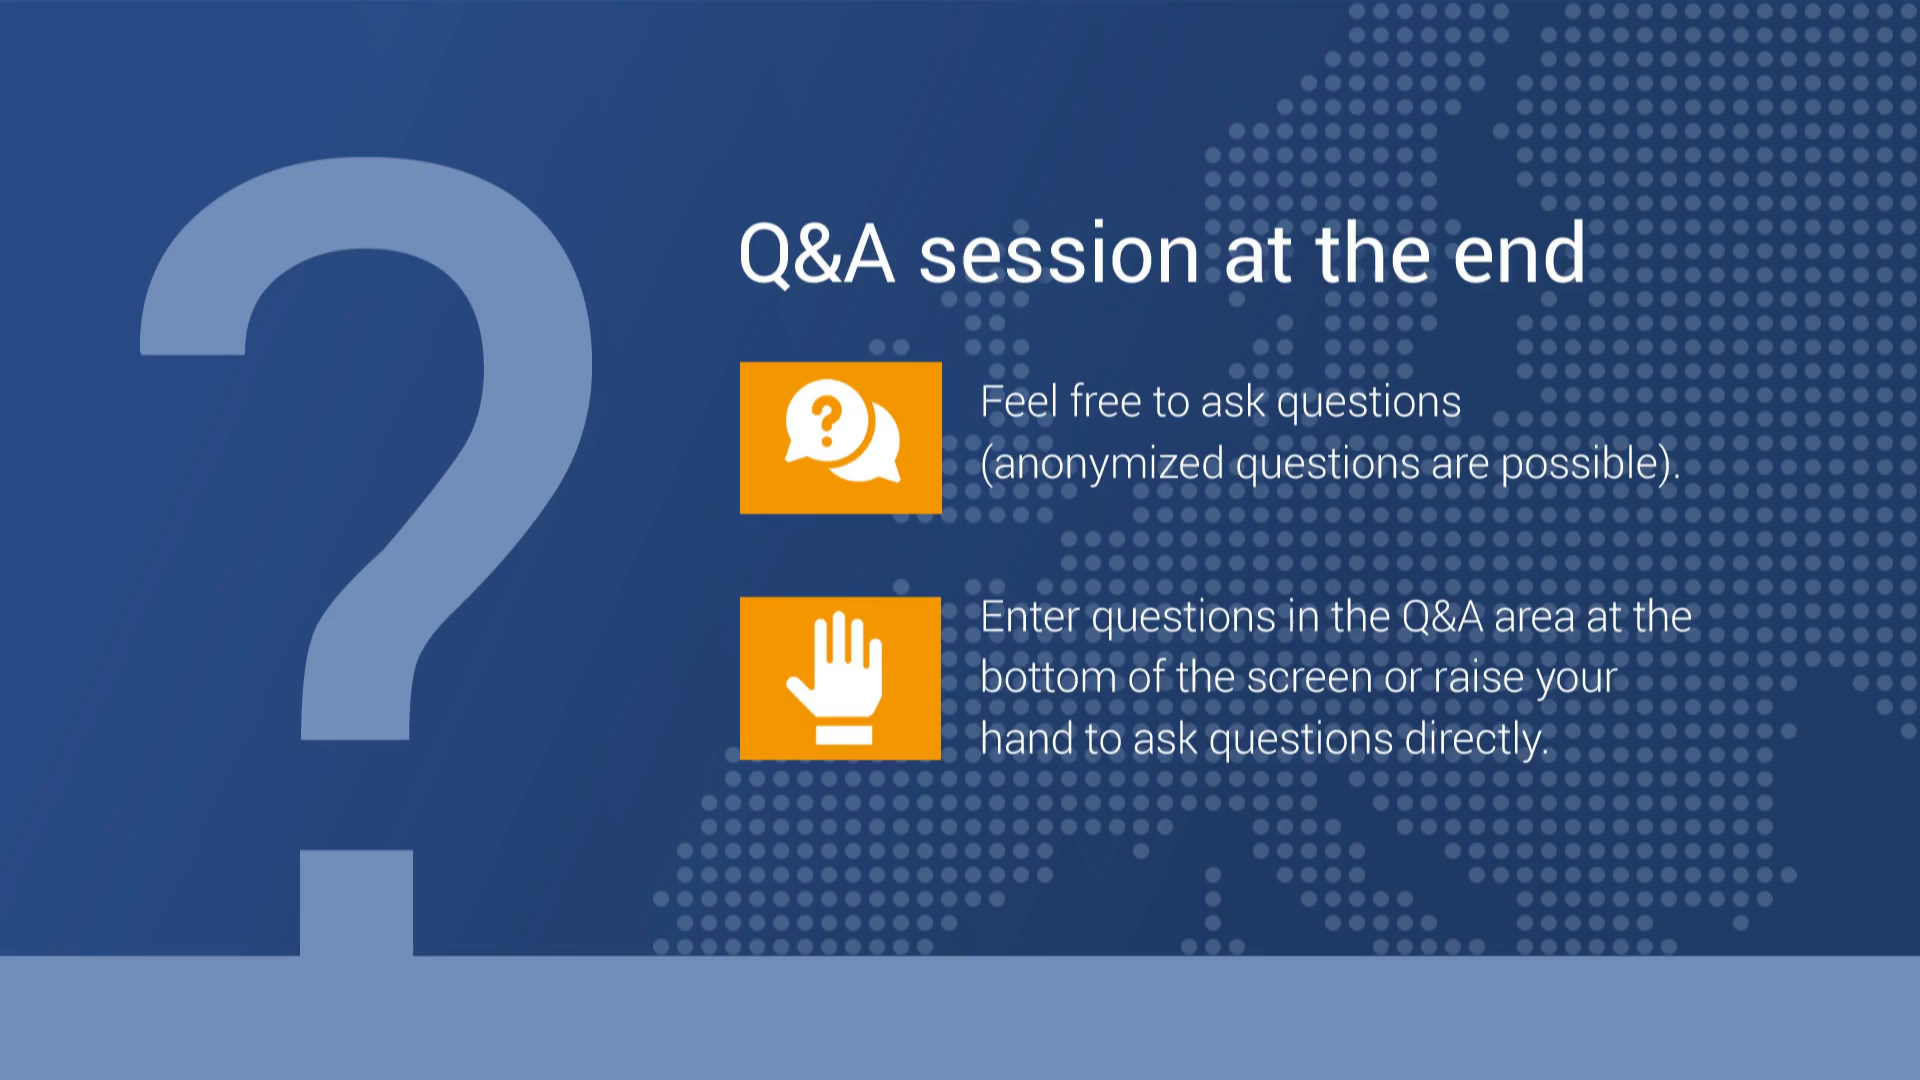 Q&A session at the end
Feel free to ask questions
(anonymized questions are possible).
Enter questions in the Q&A area at the
bottom of the screen or raise your
hand to ask questions directly.